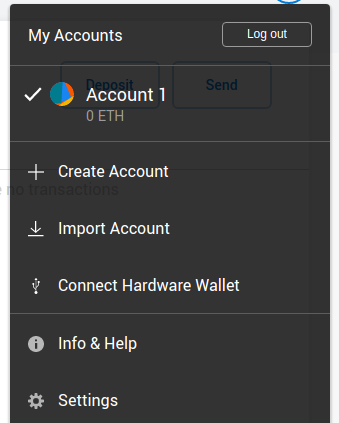 My Accounts
Log out
Deposit
Send
Account 1
0 ETH
Create Account
e no transactions
Import Account
Connect Hardware Wallet
Info & Help
Settings